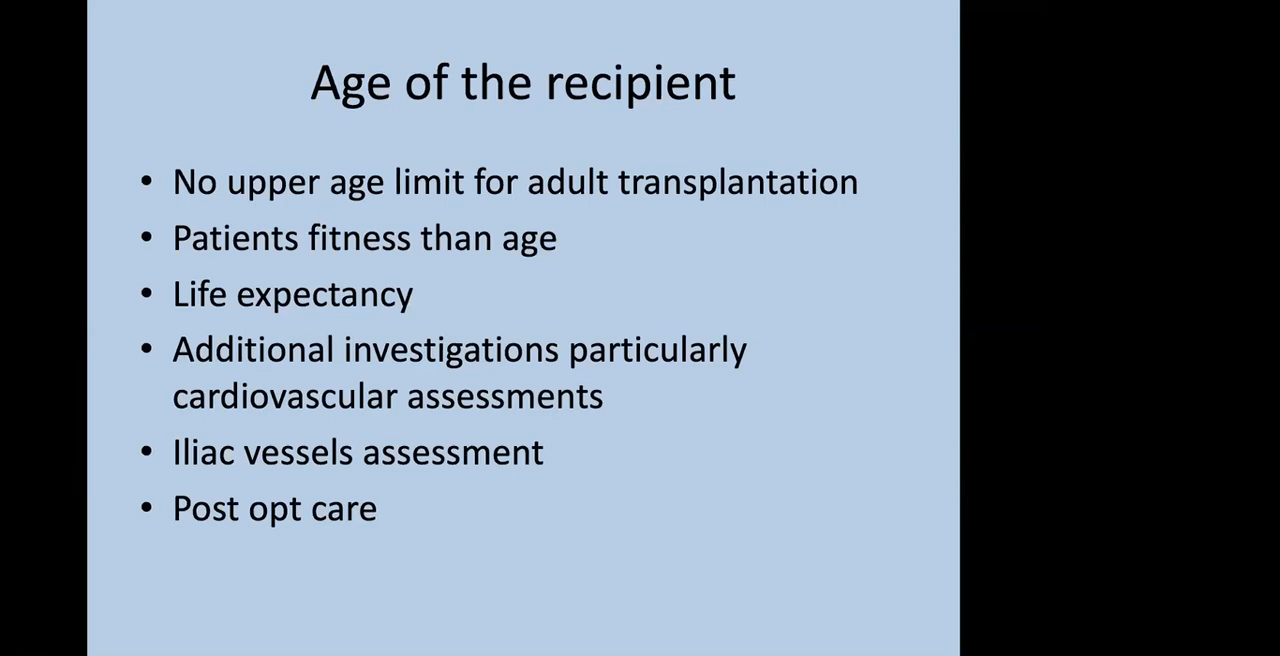 Age of the recipient
• No upper age limit for adult transplantation
• Patients fitness than age
• Life expectancy
• Additional investigations particularly
cardiovascular assessments
• Iliac vessels assessment
• Post opt care